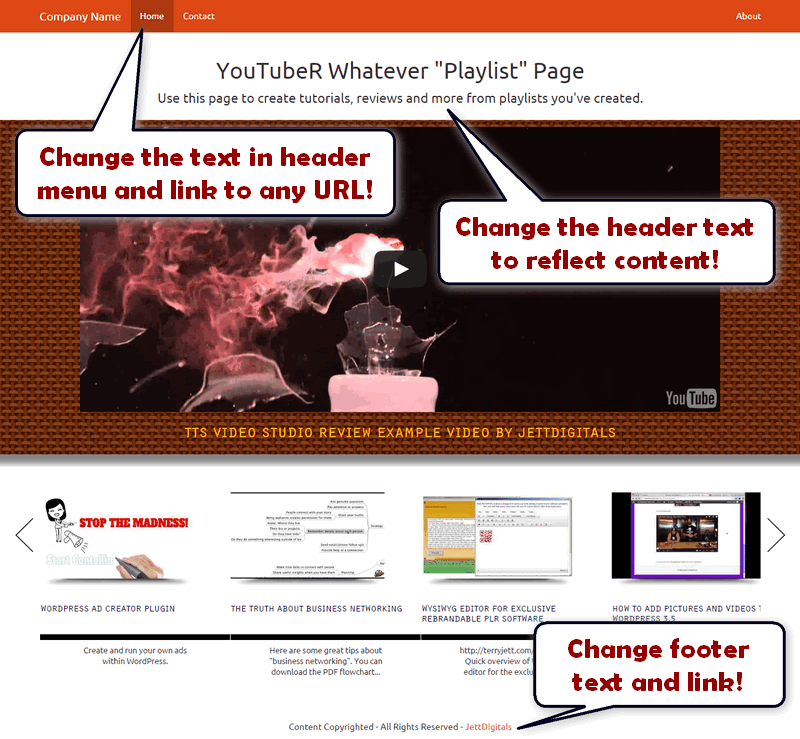 Company Name Home Contact About
YouTubeR Whatever "Playlist" Page
Use this page to create tutorials, reviews and more from playlists you've created.
Change the text in header
menu and link to any URL!
Change the header text
to reflect content!
YouTube
TTS VIDEO STUDIO REVIEW EXAMPLE VIDEO BY JETTDIGITALS
STOP THE MADNESS!
WORDPRESS AD CREATOR PLUGIN
Create and run your own ads
within WordPress.
THE TRUTH ABOUT BUSINESS NETWORKING
Here are some great tips about
"business networking". You can
download the PDF flowchart...
WYSIWYG EDITOR FOR EXCLUSIVE
REBRANDABLE PLR SOFTWARE
http://terryjett.com/
Quick overview of
editor for the
HOW TO ADD PICTURES AND VIDEOS
WORDPRESS 3.5
Change footer
text and link!
Content Copyrighted - All Rights Reserved - JettDigitals